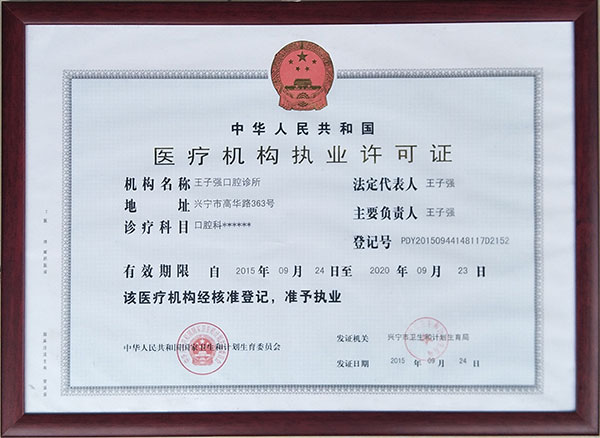 中华人民共和国
医疗机构执业许可证
机构名称 王子强口腔诊所
地 址 兴宁市高华路363号
诊疗科目 口腔科******
法定代表人 王子强
主要负责人 王子强
登记号 PDY20150944148117D2152
有效期限 自 2015 年 09 月 24 日至 2020 年 09 月 23 日
该医疗机构经核准登记，准予执业
中华人民共和国国家卫生和计划生育委员会
发证机关 兴宁市卫生和计划生育局
发证日期 2015 年 09 月 24 日